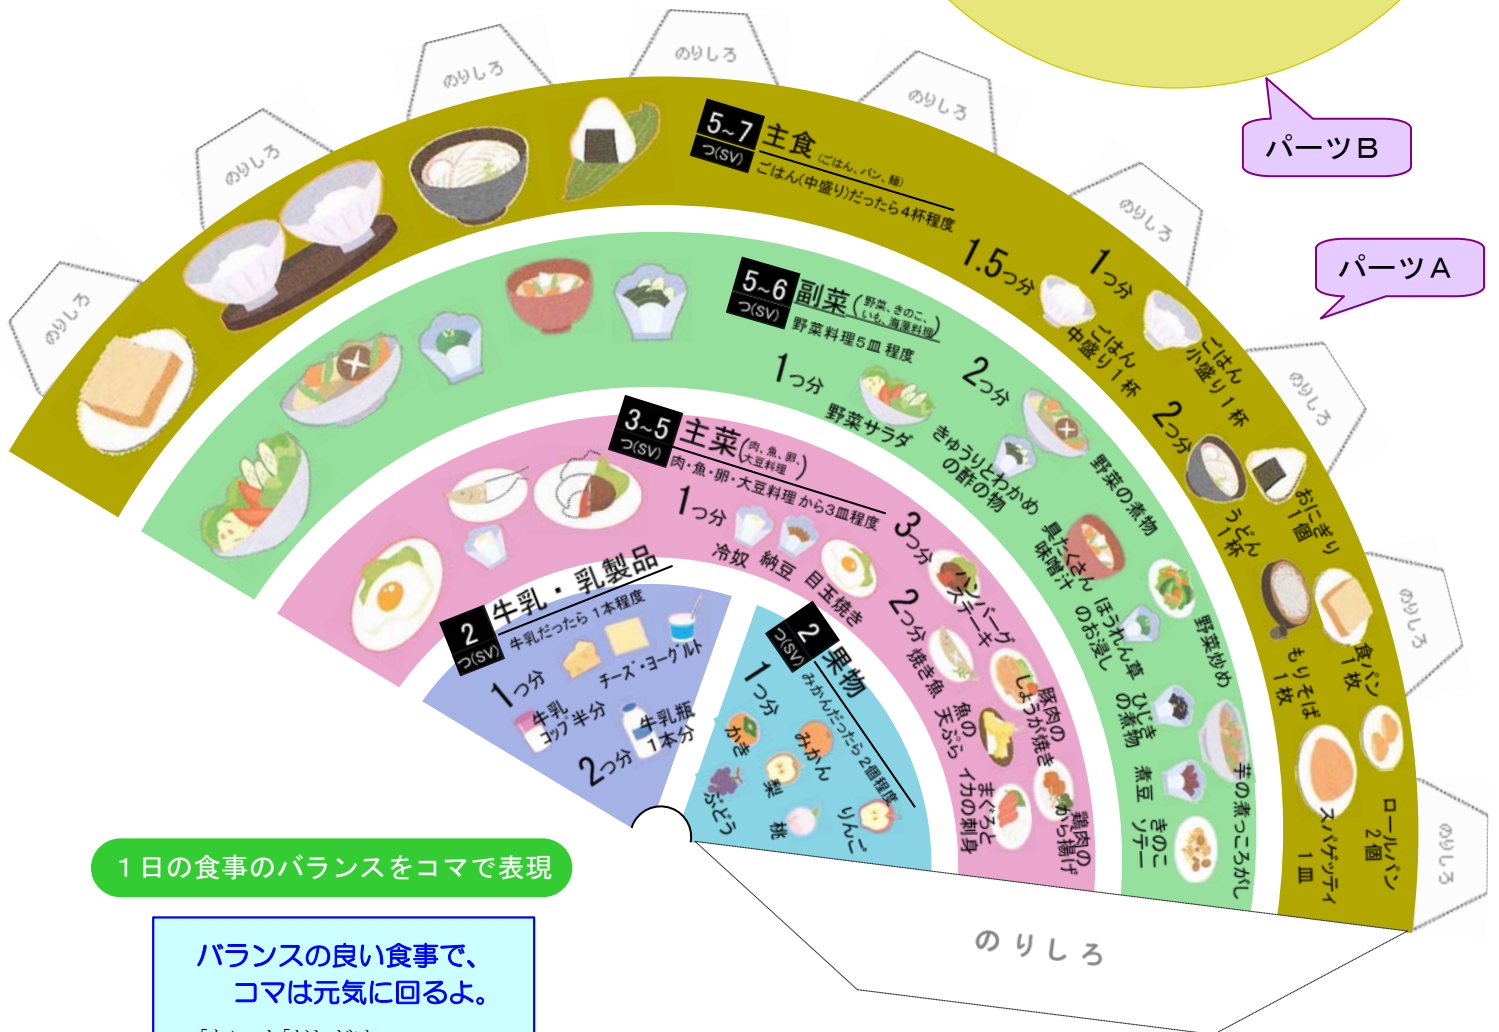 のりしろ
のりしろ
のりしろ
のりしろ
のりしろ
のりしろ
のりしろ
のりしろ
のりしろ
パーツB
パーツA
5~7
つ(SV)
主食(ごはん、パン、麺)
ごはん(中盛り)だったら4杯程度
1.5つ分
ごはん
中盛り1杯
1つ分
ごはん
小盛り1杯
おにぎり
1個
食パン
1枚
ロールパン
2個
2つ分
うどん
1杯
もりそば
1枚
スパゲッティ
1皿
5~6
つ(SV)
副菜(野菜、きのこ、
いも、海藻料理)
野菜料理5皿 程度
1つ分
野菜サラダ
きゅうりとわかめ
の酢の物
具だくさん
味噌汁
ほうれん草
のお浸し
ひじき
の煮物
煮豆
きのこ
ソテー
2つ分
野菜の煮物
野菜炒め
芋の煮っころがし
3~5
つ(SV)
主菜(肉、魚、卵、
大豆料理)
肉・魚・卵・大豆料理 から3皿程度
1つ分
冷奴
納豆
目玉焼き
2つ分
焼き魚
魚の
天ぷら
まぐろと
イカの刺身
3つ分
ハンバーグ
ステーキ
豚肉の
しょうが焼き
鶏肉の
から揚げ
2
つ(SV)
牛乳・乳製品
牛乳だったら 1本程度
1つ分
チーズ・ヨーグルト
牛乳
コップ半分
2つ分
牛乳瓶
1本分
2
つ(SV)
果物
みかんだったら 2個程度
1つ分
かき
みかん
ぶどう
梨
桃
りんご
のりしろ
1日の食事のバランスをコマで表現
バランスの良い食事で、
コマは元気に回るよ。